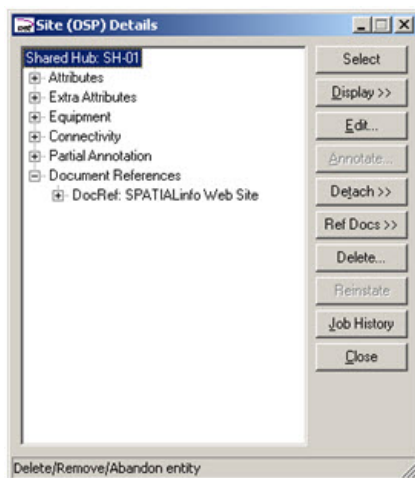 Site (OSP) Details
Shared Hub: SH-01
Attributes
Extra Attributes
Equipment
Connectivity
Partial Annotation
Document References
DocRef: SPATIALinfo Web Site
Select
Display >>
Edit...
Annotate...
Detach >>
Ref Docs >>
Delete...
Reinstate
Job History
Close
Delete/Remove/Abandon entity